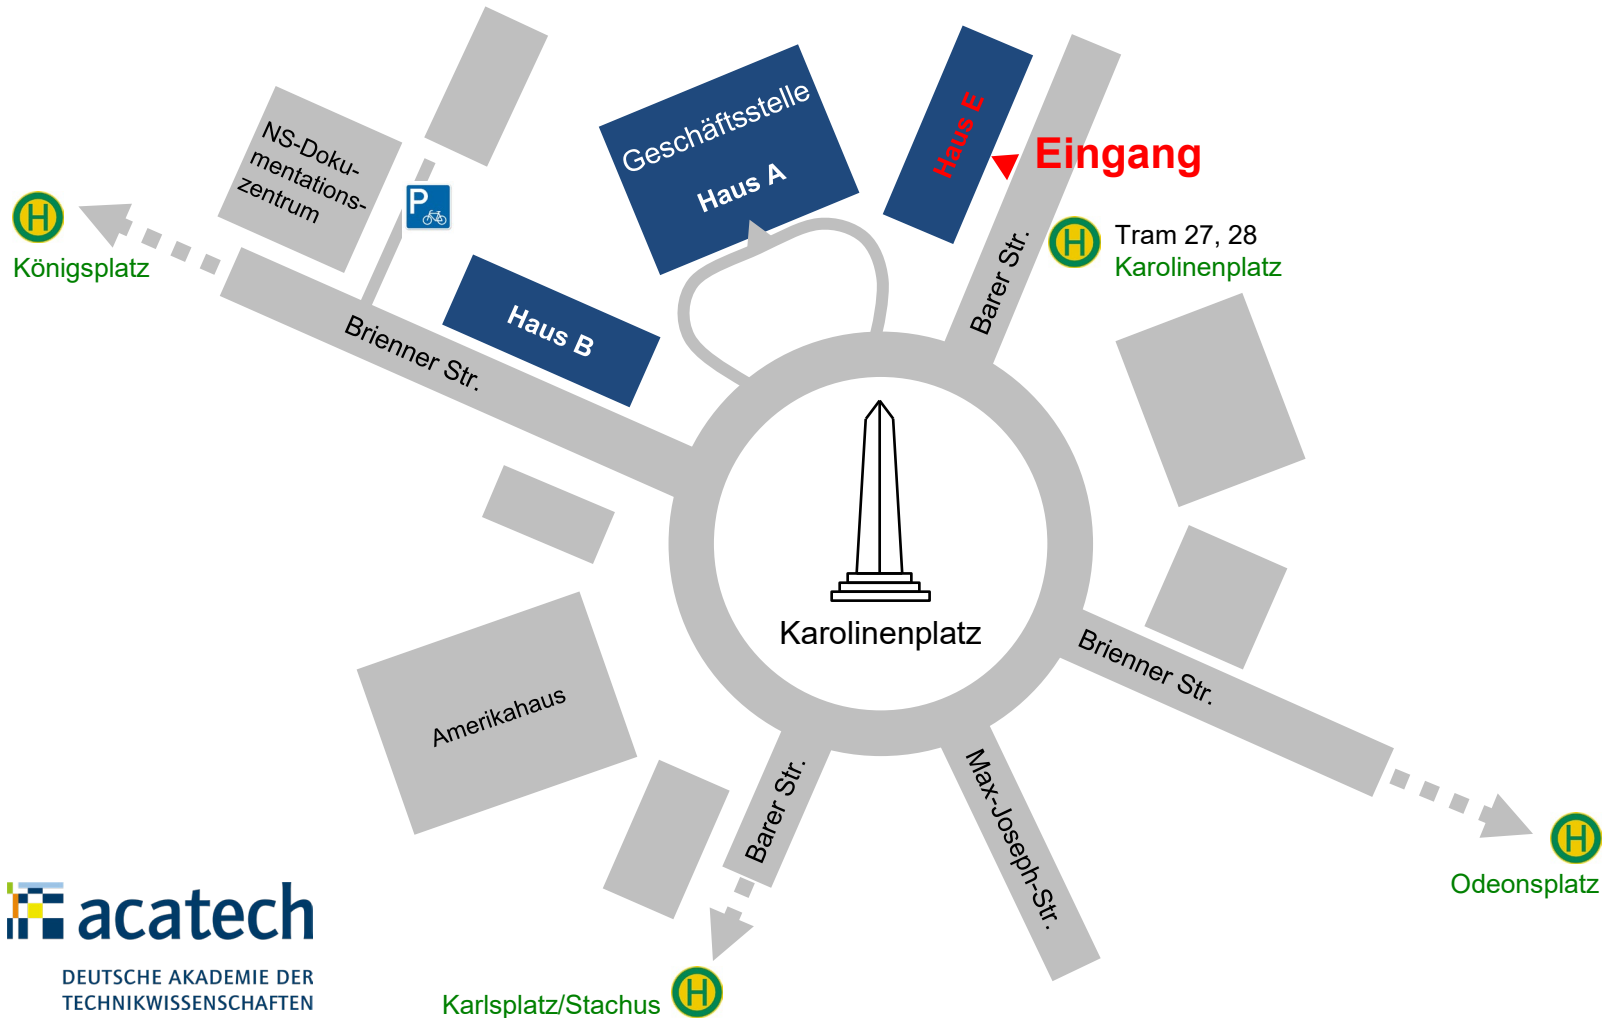 Geschäftsstelle
Haus A
Haus E
Eingang
NS-Doku-
mentations-
zentrum
P
H
Königsplatz
H
Tram 27, 28
Karolinenplatz
Barer Str.
Haus B
Brienner Str.
Karolinenplatz
Brienner Str.
Amerikahaus
Barer Str.
Max-Joseph-Str.
H
Odeonsplatz
acatech
DEUTSCHE AKADEMIE DER
TECHNIKWISSENSCHAFTEN
Karlsplatz/Stachus
H